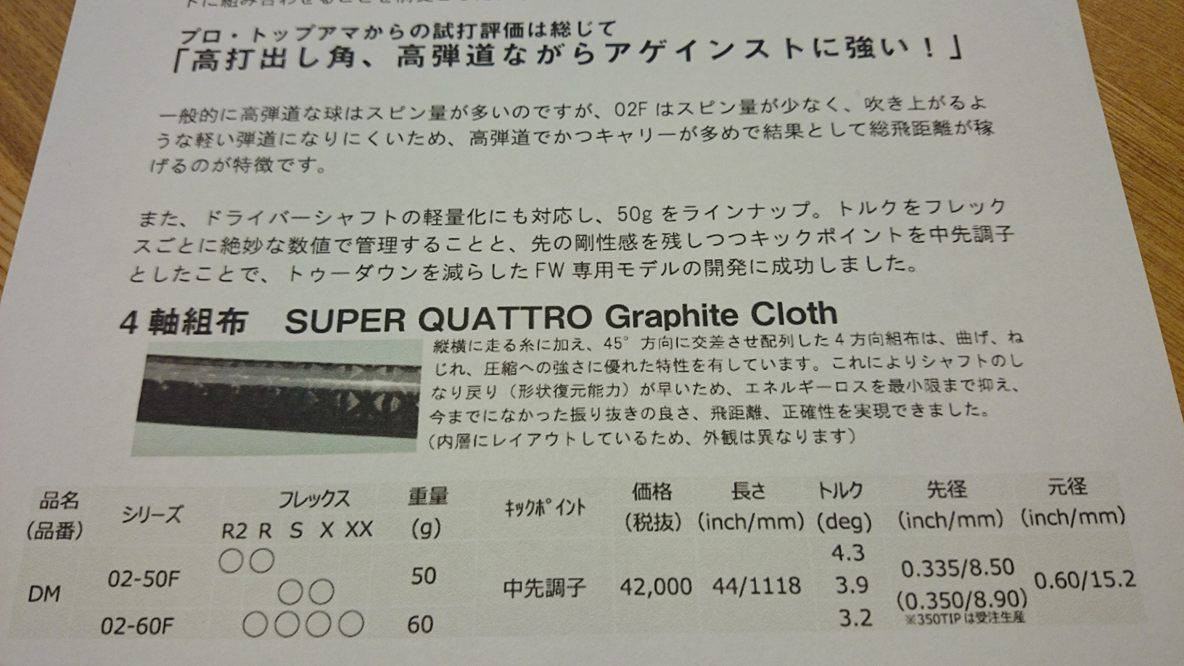 プロ・トップアマからの試打評価は総じて
「高打出し角、高弾道ながらアゲインストに強い！」
一般的に高弾道な球はスピン量が多いのですが、02Fはスピン量が少なく、吹き上がるよ
うな軽い弾道になりにくいため、高弾道でかつキャリーが多めで結果として総飛距離が稼
げるのが特徴です。
また、ドライバーシャフトの軽量化にも対応し、50gをラインナップ。トルクをフレック
スごとに絶妙な数値で管理することと、先の剛性感を残しつつキックポイントを中先調子
としたことで、トゥーダウンを減らしたFW専用モデルの開発に成功しました。
4軸組布 SUPER QUATTRO Graphite Cloth
縦横に走る糸に加え、45°方向に交差させ配列した4方向組布は、曲げ、ね
じれ、圧縮への強さに優れた特性を有しています。これによりシャフトのし
なり戻り（形状復元能力）が早いため、エネルギーロスを最小限まで抑え、
今までになかった振り抜きの良さ、飛距離、正確性を実現できました。
（内層にレイアウトしているため、外観は異なります）
品名 シリーズ フレックス 重量 キックポイント 価格 長さ トルク 先径 元径
（品番） R2 R S X XX (g) （税抜） (inch/mm) (deg) (inch/mm) (inch/mm)
DM 02-50F ○○ ○○ 50 中先調子 42,000 44/1118 4.3 3.9 3.2 0.335/8.50 0.60/15.2
02-60F ○○○○ 60 (0.350/8.90)
※350TIPは受注生産